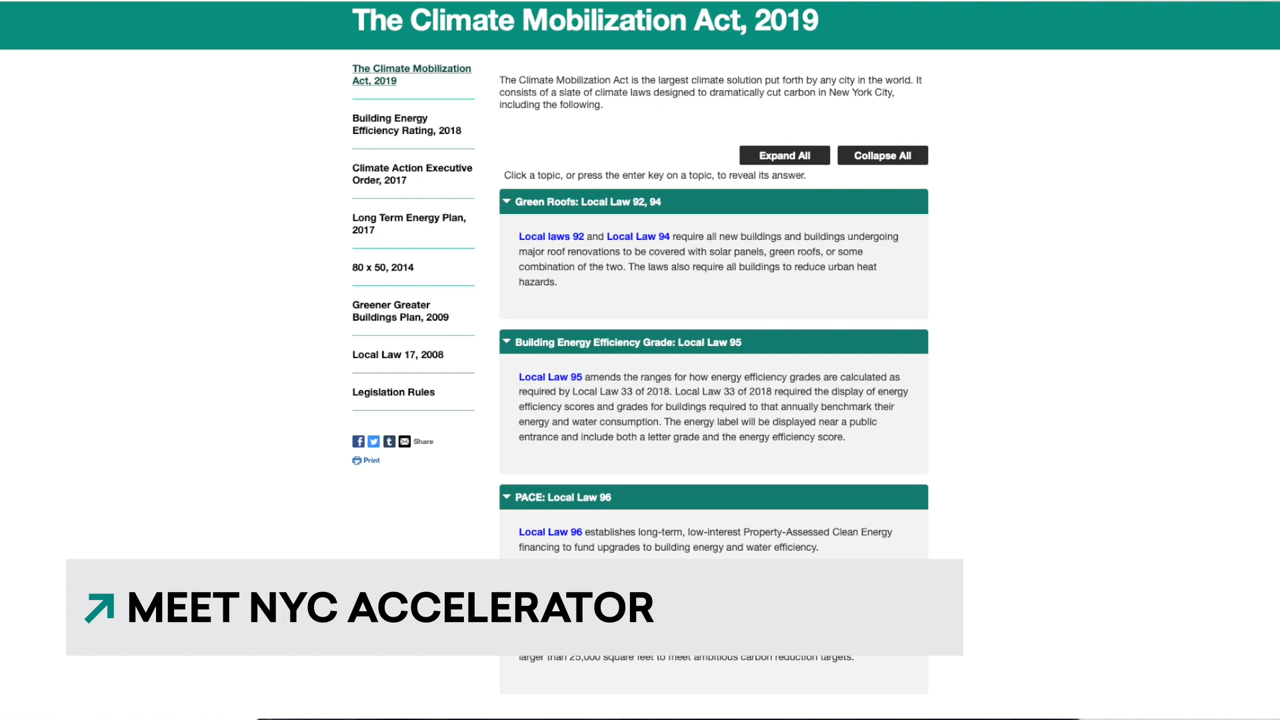 The Climate Mobilization Act, 2019
The Climate Mobilization
Act, 2019
Building Energy
Efficiency Rating, 2018
Climate Action Executive
Order, 2017
Long Term Energy Plan,
2017
80 x 50, 2014
Greener Greater
Buildings Plan, 2009
Local Law 17, 2008
Legislation Rules
Share
Print
The Climate Mobilization Act is the largest climate solution put forth by any city in the world. It
consists of a slate of climate laws designed to dramatically cut carbon in New York City,
including the following.
Expand All
Collapse All
Click a topic, or press the enter key on a topic, to reveal its answer.
Green Roofs: Local Law 92, 94
Local laws 92 and Local Law 94 require all new buildings and buildings undergoing
major roof renovations to be covered with solar panels, green roofs, or some
combination of the two. The laws also require all buildings to reduce urban heat
hazards.
Building Energy Efficiency Grade: Local Law 95
Local Law 95 amends the ranges for how energy efficiency grades are calculated as
required by Local Law 33 of 2018. Local Law 33 of 2018 required the display of energy
efficiency scores and grades for buildings required to that annually benchmark their
energy and water consumption. The energy label will be displayed near a public
entrance and include both a letter grade and the energy efficiency score.
PACE: Local Law 96
Local Law 96 establishes long-term, low-interest Property-Assessed Clean Energy
financing to fund upgrades to building energy and water efficiency.
MEET NYC ACCELERATOR
larger than 25,000 square feet to meet ambitious carbon reduction targets.